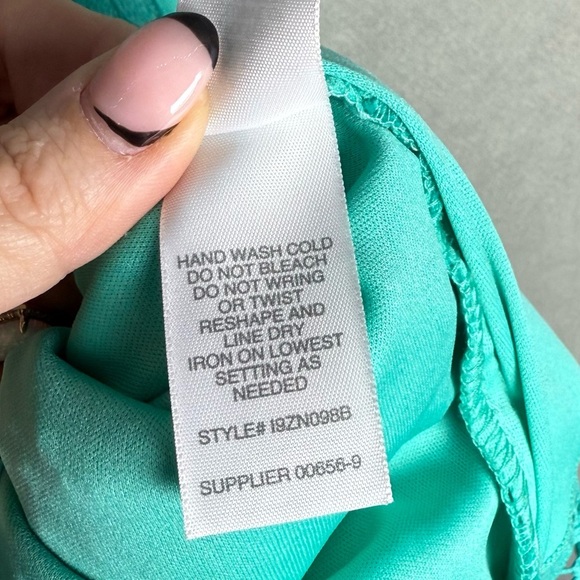 HAND WASH COLD
DO NOT BLEACH
DO NOT WRING
OR TWIST
RESHAPE AND
LINE DRY
IRON ON LOWEST
SETTING AS
NEEDED
STYLE# I9ZN098B
SUPPLIER 00656-9